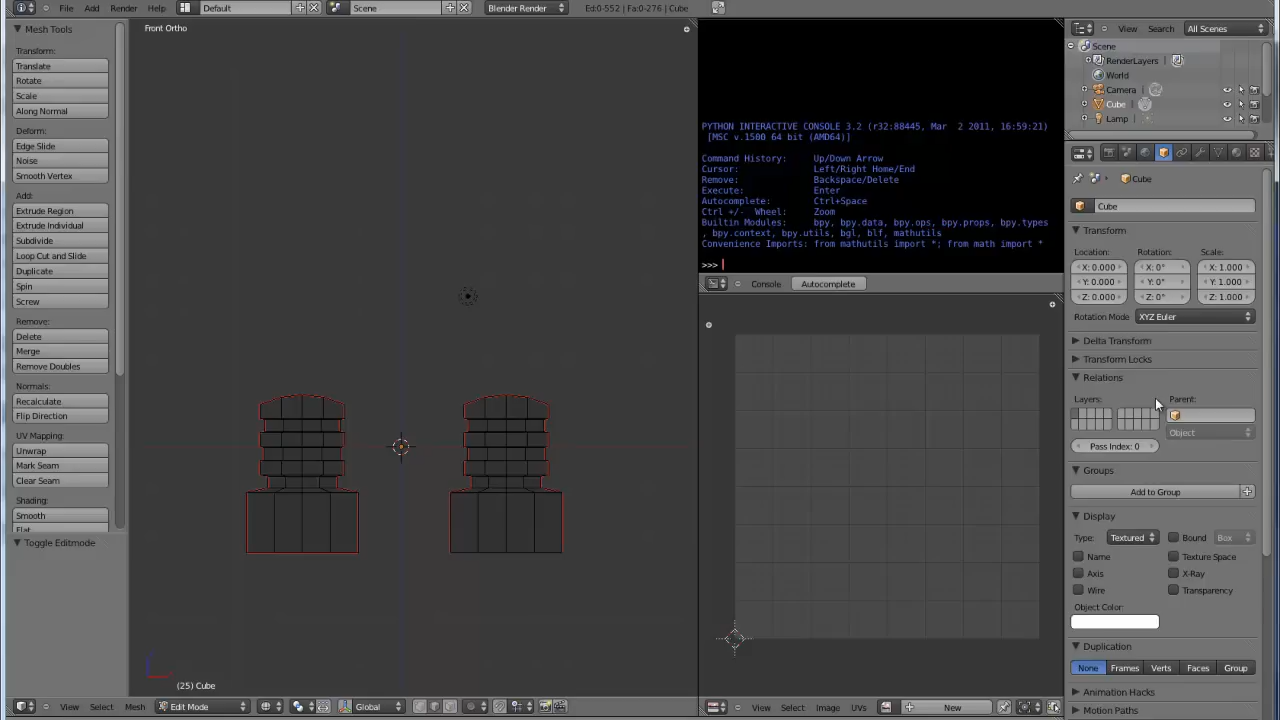 File Add Render Help Default Scene Blender Render Ed:0-552 | Fa:0-276 | Cube
Mesh Tools
Transform:
Translate
Rotate
Scale
Along Normal
Deform:
Edge Slide
Noise
Smooth Vertex
Add:
Extrude Region
Extrude Individual
Subdivide
Loop Cut and Slide
Duplicate
Spin
Screw
Remove:
Delete
Merge
Remove Doubles
Normals:
Recalculate
Flip Direction
UV Mapping:
Unwrap
Mark Seam
Clear Seam
Shading:
Smooth
Flat
Toggle Editmode
Front Ortho
(25) Cube
View Select Mesh Edit Mode Global
PYTHON INTERACTIVE CONSOLE 3.2 (r32:88445, Mar  2 2011, 16:59:21)
[MSC v.1500 64 bit (AMD64)]
Command History: Up/Down Arrow
Cursor: Left/Right Home/End
Remove: Backspace/Delete
Execute: Enter
Autocomplete: Ctrl+Space
Ctrl +/- Wheel: Zoom
Builtin Modules: bpy, bpy.data, bpy.ops, bpy.props, bpy.types
, bpy.context, bpy.utils, bgl, blf, mathutils
Convenience Imports: from mathutils import *; from math import *
>>>
Console Autocomplete
View Select Image UVs New
View Search All Scenes
Scene
RenderLayers
World
Camera
Cube
Lamp
Cube
Cube
Transform
Location: Rotation: Scale:
X: 0.000 X: 0° X: 1.000
Y: 0.000 Y: 0° Y: 1.000
Z: 0.000 Z: 0° Z: 1.000
Rotation Mode XYZ Euler
Delta Transform
Transform Locks
Relations
Layers: Parent:
Object
Pass Index: 0
Groups
Add to Group
Display
Type: Textured Bound Box
Name Texture Space
Axis X-Ray
Wire Transparency
Object Color:
Duplication
None Frames Verts Faces Group
Animation Hacks
Motion Paths